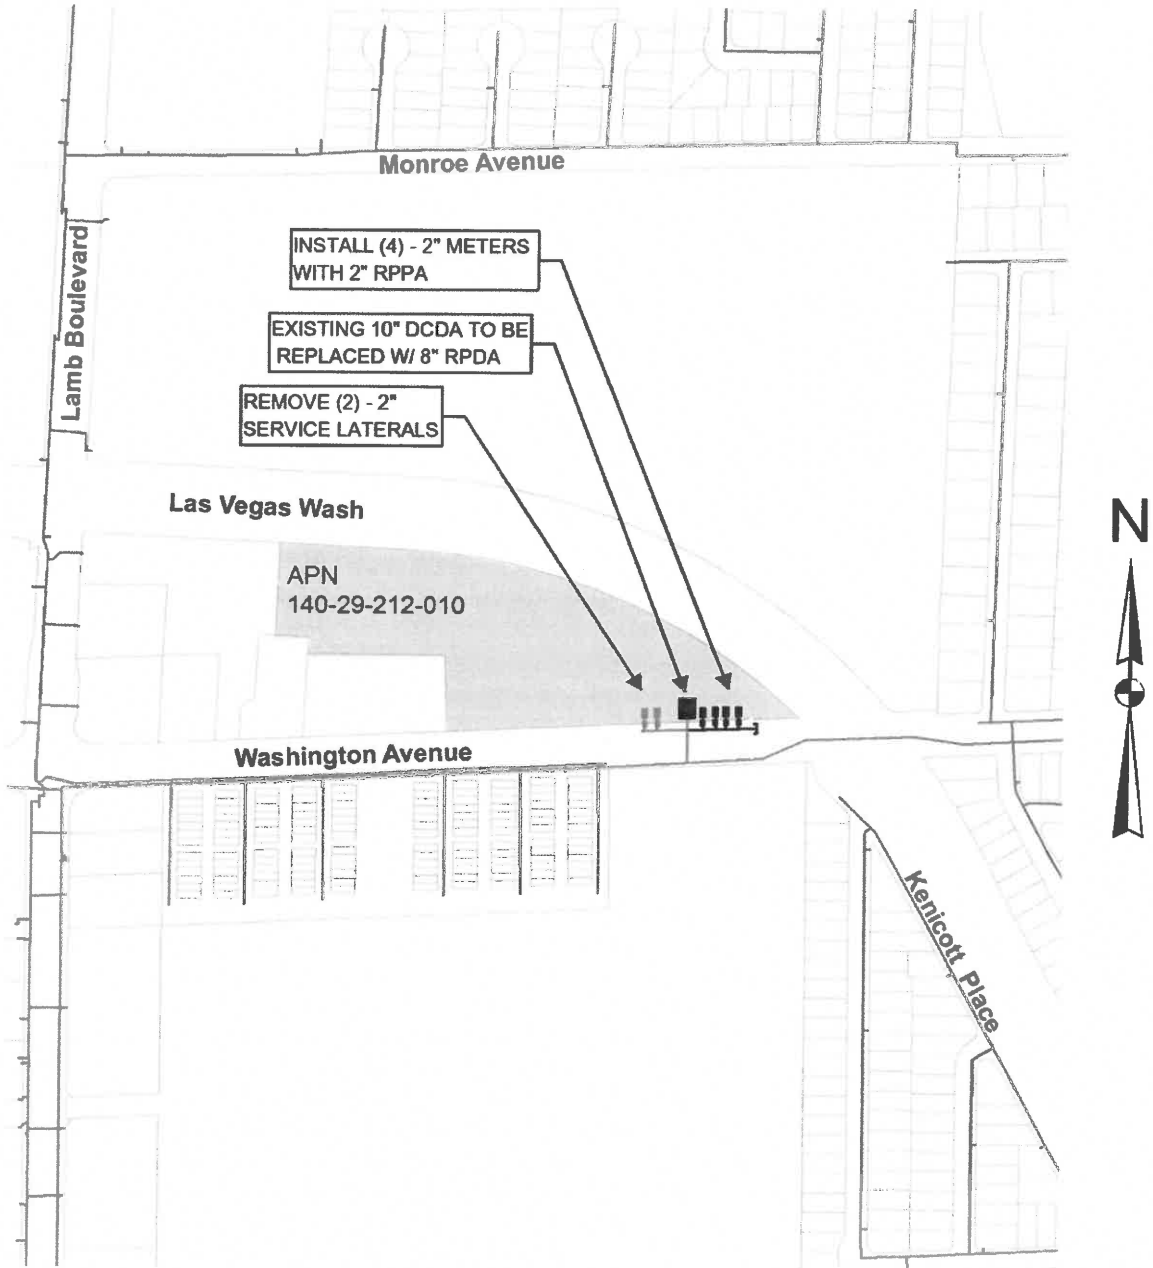 Monroe Avenue
Lamb Boulevard
INSTALL (4) - 2" METERS
WITH 2" RPPA
EXISTING 10" DCDA TO BE
REPLACED W/ 8" RPDA
REMOVE (2) - 2"
SERVICE LATERALS
Las Vegas Wash
N
APN
140-29-212-010
Washington Avenue
Kenicott Place